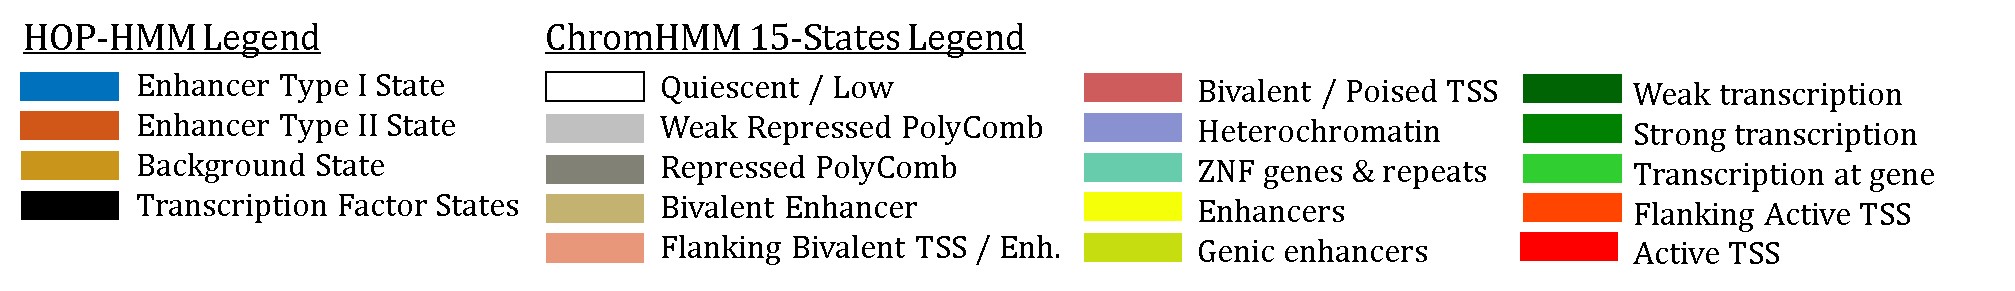 HOP-HMM Legend
Enhancer Type I State
Enhancer Type II State
Background State
Transcription Factor States
ChromHMM 15-States Legend
Quiescent / Low
Weak Repressed PolyComb
Repressed PolyComb
Bivalent Enhancer
Flanking Bivalent TSS / Enh.
Bivalent / Poised TSS
Heterochromatin
ZNF genes & repeats
Enhancers
Genic enhancers
Weak transcription
Strong transcription
Transcription at gene
Flanking Active TSS
Active TSS